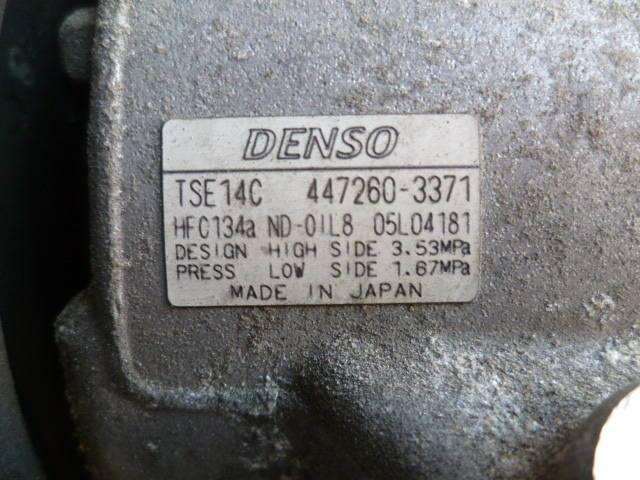 DENSO
TSE14C 447260-3371
HFC134a ND-OIL8 05L04181
DESIGN HIGH SIDE 3.53MPa
PRESS LOW SIDE 1.67MPa
MADE IN JAPAN